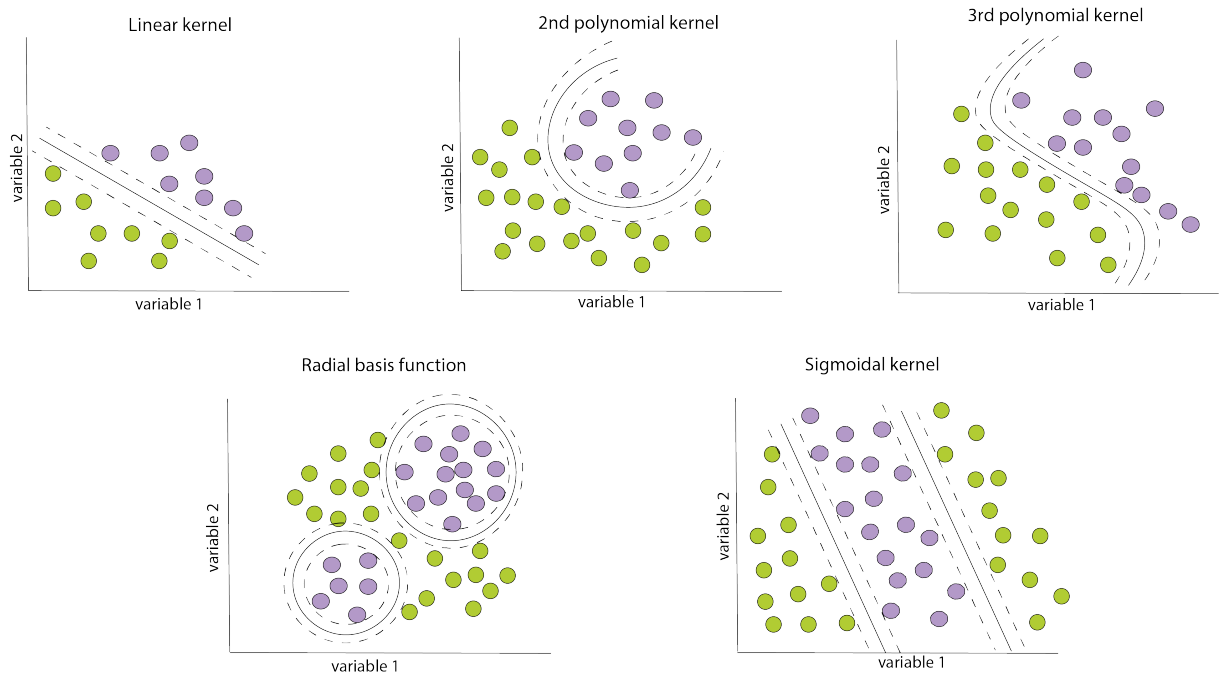 Linear kernel
2nd polynomial kernel
3rd polynomial kernel
variable 2
variable 1
variable 2
variable 1
variable 2
variable 1
Radial basis function
Sigmoidal kernel
variable 2
variable 1
variable 2
variable 1